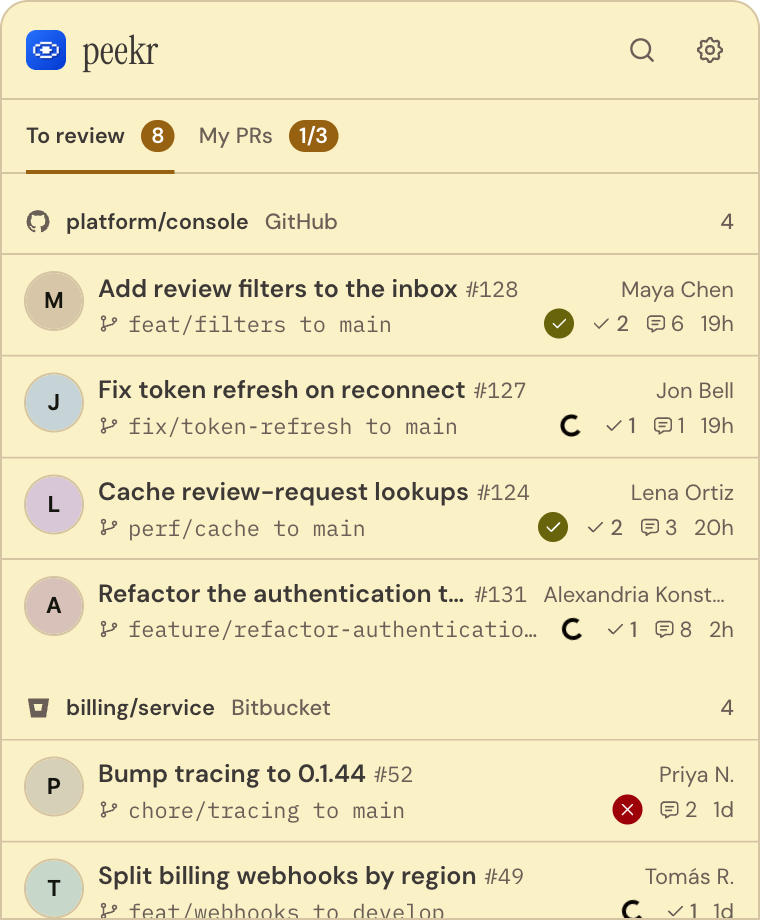 peekr
To review 8 My PRs 1/3
platform/console GitHub 4
M Add review filters to the inbox #128 Maya Chen
feat/filters to main 2 6 19h
J Fix token refresh on reconnect #127 Jon Bell
fix/token-refresh to main 1 1 19h
L Cache review-request lookups #124 Lena Ortiz
perf/cache to main 2 3 20h
A Refactor the authentication t… #131 Alexandria Konst…
feature/refactor-authenticatio… 1 8 2h
billing/service Bitbucket 4
P Bump tracing to 0.1.44 #52 Priya N.
chore/tracing to main 2 1d
T Split billing webhooks by region #49 Tomás R.
feat/webhooks to develop 1 1d